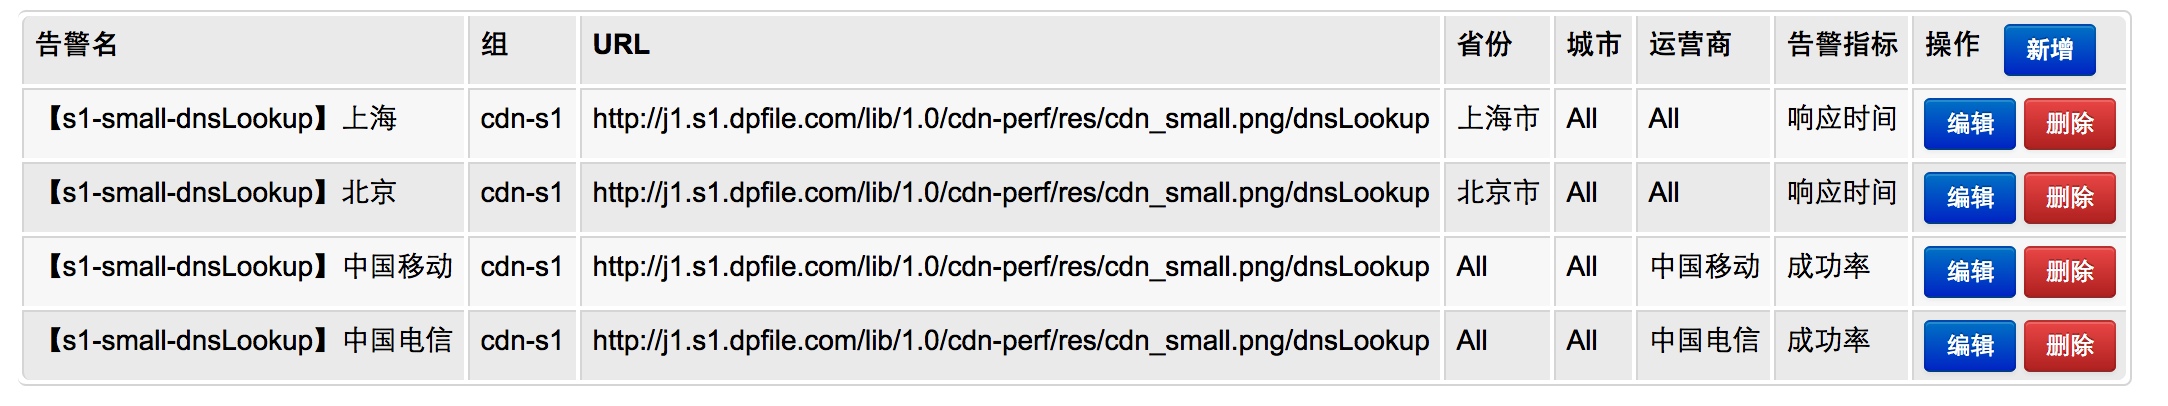 告警名 组 URL 省份 城市 运营商 告警指标 操作 新增
【s1-small-dnsLookup】上海 cdn-s1 http://j1.s1.dpfile.com/lib/1.0/cdn-perf/res/cdn_small.png/dnsLookup 上海市 All All 响应时间 编辑 删除
【s1-small-dnsLookup】北京 cdn-s1 http://j1.s1.dpfile.com/lib/1.0/cdn-perf/res/cdn_small.png/dnsLookup 北京市 All All 响应时间 编辑 删除
【s1-small-dnsLookup】中国移动 cdn-s1 http://j1.s1.dpfile.com/lib/1.0/cdn-perf/res/cdn_small.png/dnsLookup All All 中国移动 成功率 编辑 删除
【s1-small-dnsLookup】中国电信 cdn-s1 http://j1.s1.dpfile.com/lib/1.0/cdn-perf/res/cdn_small.png/dnsLookup All All 中国电信 成功率 编辑 删除